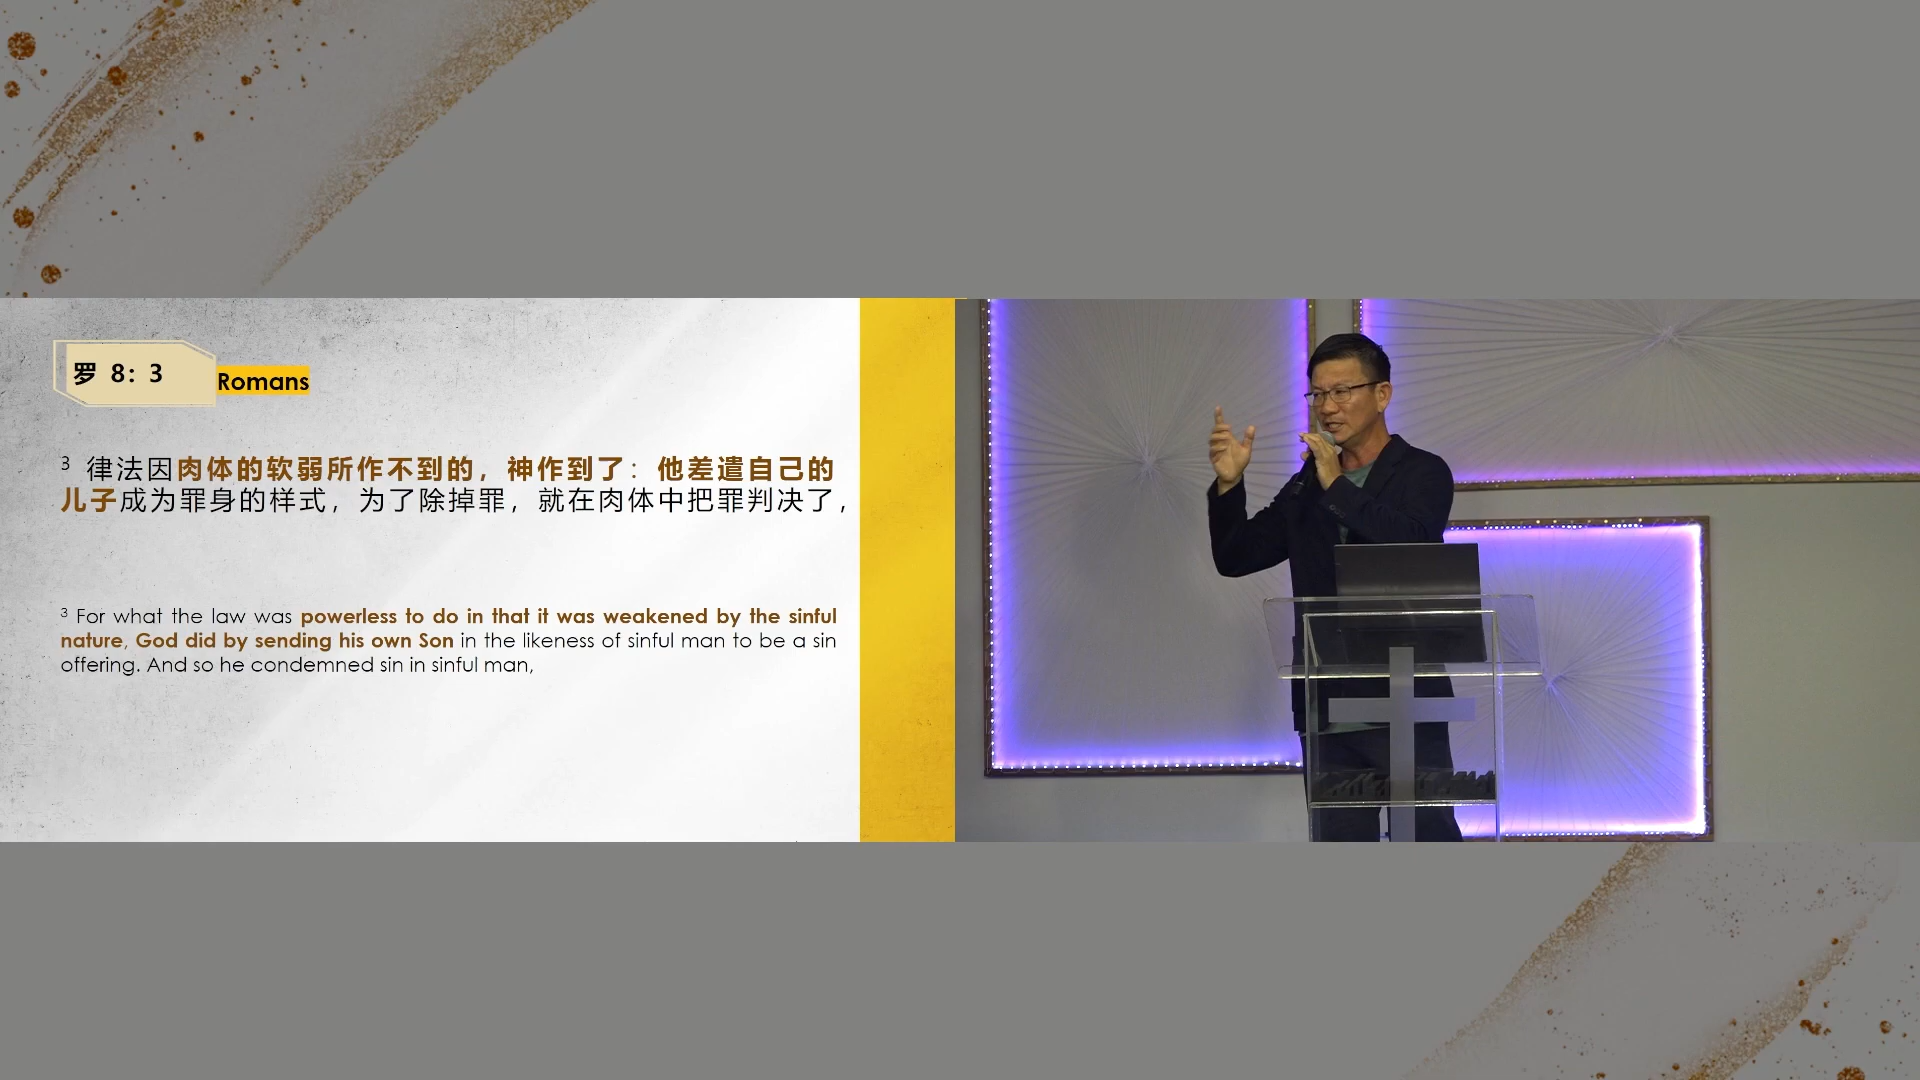 罗 8: 3
Romans
3 律法因肉体的软弱所作不到的，神作到了：他差遣自己的
儿子成为罪身的样式，为了除掉罪，就在肉体中把罪判决了，
3 For what the law was powerless to do in that it was weakened by the sinful
nature, God did by sending his own Son in the likeness of sinful man to be a sin
offering. And so he condemned sin in sinful man,